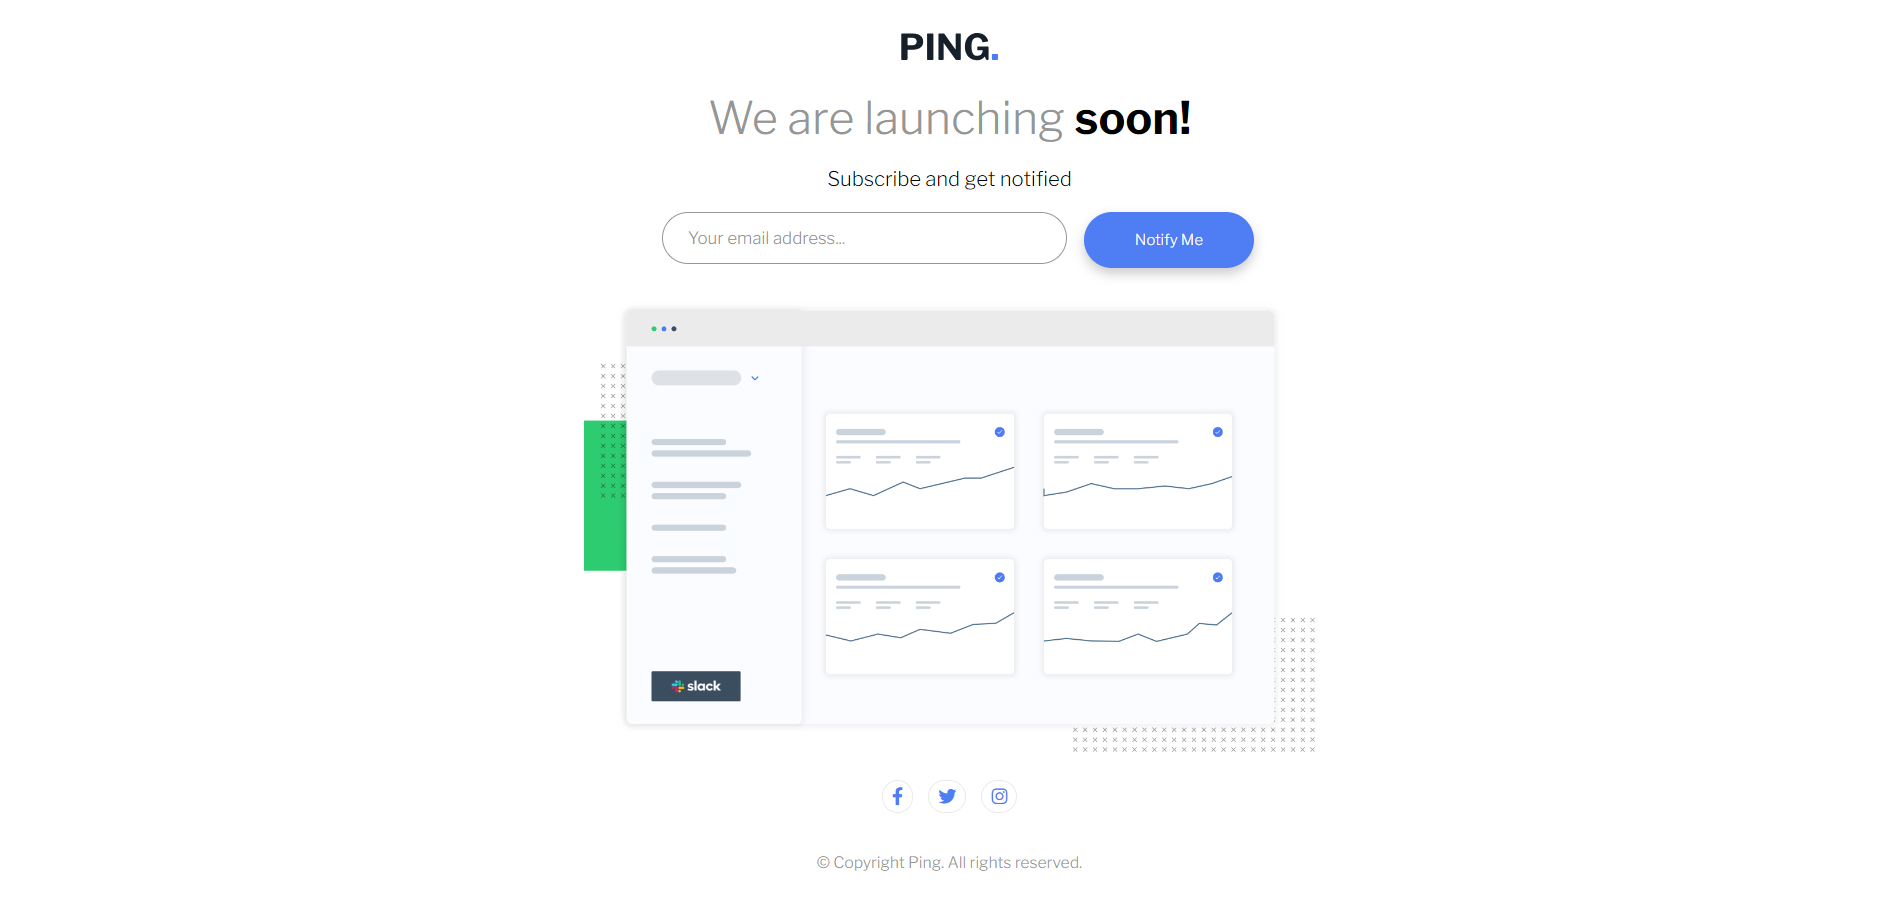 PING.
We are launching soon!
Subscribe and get notified
Your email address...
Notify Me
slack
© Copyright Ping. All rights reserved.